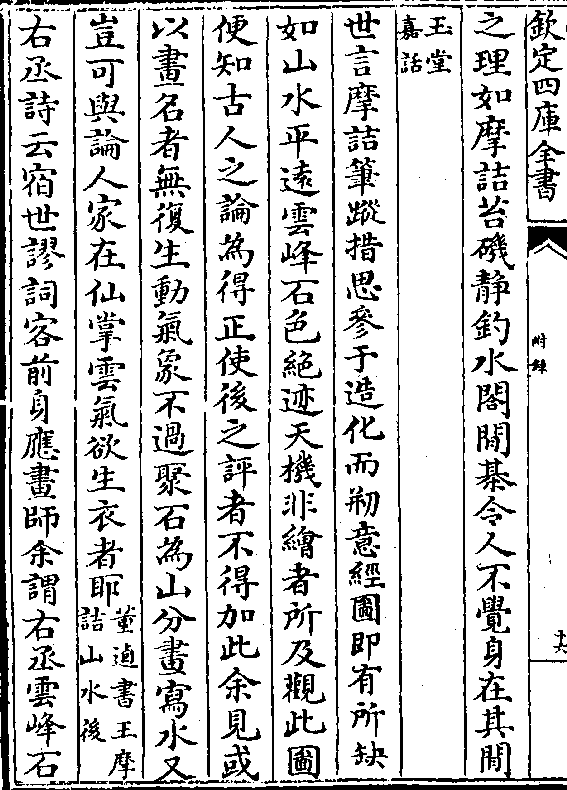 欽定四庫全書
附錄
十六
之理如摩詰苔磯靜釣水閣閒棊令人不覺身在其間
玉堂
嘉話
世言摩詰筆蹤措思參于造化而剏意經圖即有所缺
如山水平遠雲峰石色絕迹天機非繪者所及觀此圖
便知古人之論為得正使後之評者不得加此余見或
以畫名者無復生動氣象不過聚石為山分畫寫水又
豈可與論人家在仙掌雲氣欲生衣者耶
董逌書王摩
詰山水後
右丞詩云宿世謬詞客前身應畫師余謂右丞雲峰石